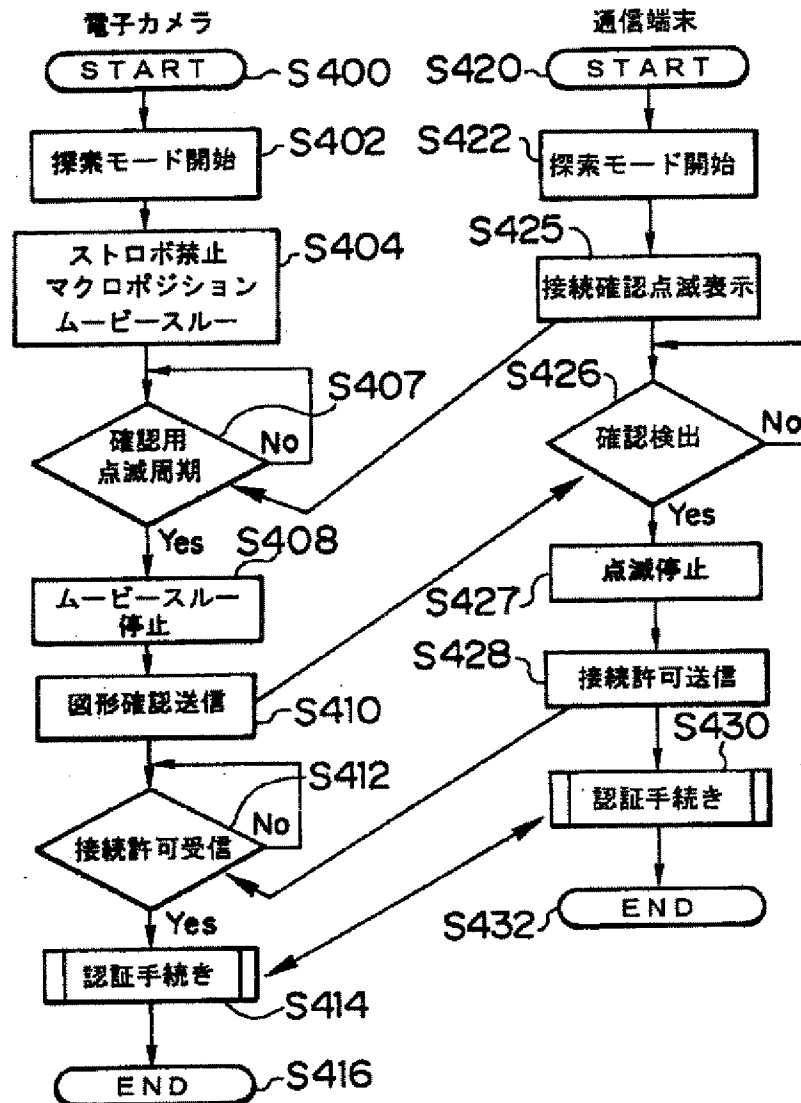 電子カメラ
START
S400
探索モード開始
S402
ストロボ禁止
マクロポジション
ムービースルー
S404
確認用
点滅周期
S407
No
Yes
ムービースルー
停止
S408
図形確認送信
S410
接続許可受信
S412
No
Yes
認証手続き
S414
END
S416
通信端末
S420
START
S422
探索モード開始
S425
接続確認点滅表示
S426
確認検出
No
Yes
点滅停止
S427
S428
接続許可送信
S430
認証手続き
END
S432